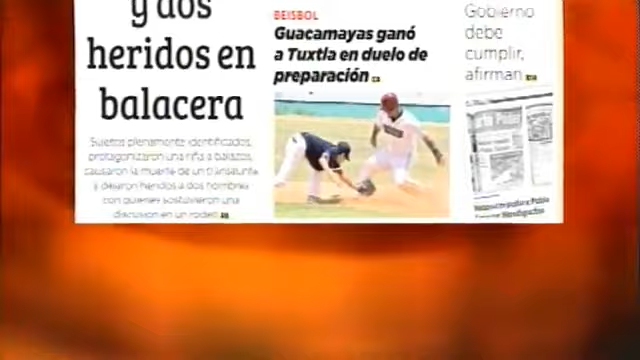 y dos
heridos en
balacera
Sujetos plenamente identificados,
protagonizaron una riña a balazos,
causaron la muerte de un transeúnte
y dejaron heridos a dos hombres
con quienes sostuvieron una
discusión en un rodeo
BEISBOL
Guacamayas ganó
a Tuxtla en duelo de
preparación
Gobierno
debe
cumplir,
afirman